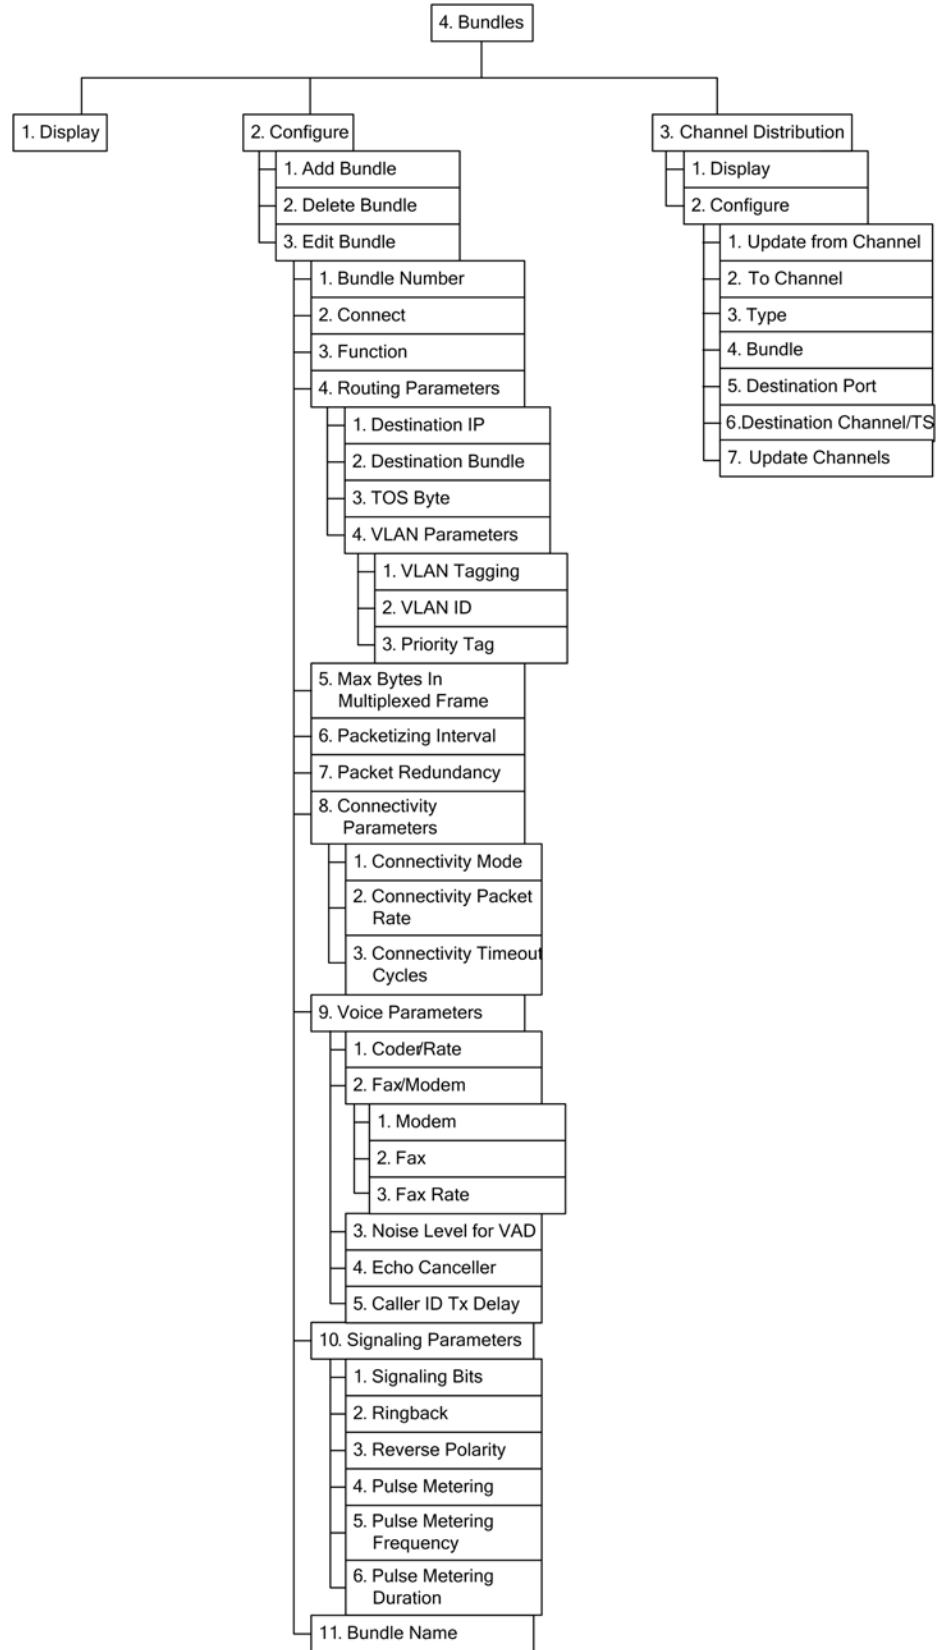 4. Bundles
1. Display
2. Configure
3. Channel Distribution
1. Add Bundle
2. Delete Bundle
3. Edit Bundle
1. Bundle Number
2. Connect
3. Function
4. Routing Parameters
1. Destination IP
2. Destination Bundle
3. TOS Byte
4. VLAN Parameters
1. VLAN Tagging
2. VLAN ID
3. Priority Tag
5. Max Bytes In
Multiplexed Frame
6. Packetizing Interval
7. Packet Redundancy
8. Connectivity
Parameters
1. Connectivity Mode
2. Connectivity Packet
Rate
3. Connectivity Timeout
Cycles
9. Voice Parameters
1. Coder/Rate
2. Fax/Modem
1. Modem
2. Fax
3. Fax Rate
3. Noise Level for VAD
4. Echo Canceller
5. Caller ID Tx Delay
10. Signaling Parameters
1. Signaling Bits
2. Ringback
3. Reverse Polarity
4. Pulse Metering
5. Pulse Metering
Frequency
6. Pulse Metering
Duration
11. Bundle Name
1. Display
2. Configure
1. Update from Channel
2. To Channel
3. Type
4. Bundle
5. Destination Port
6.Destination Channel/TS
7. Update Channels